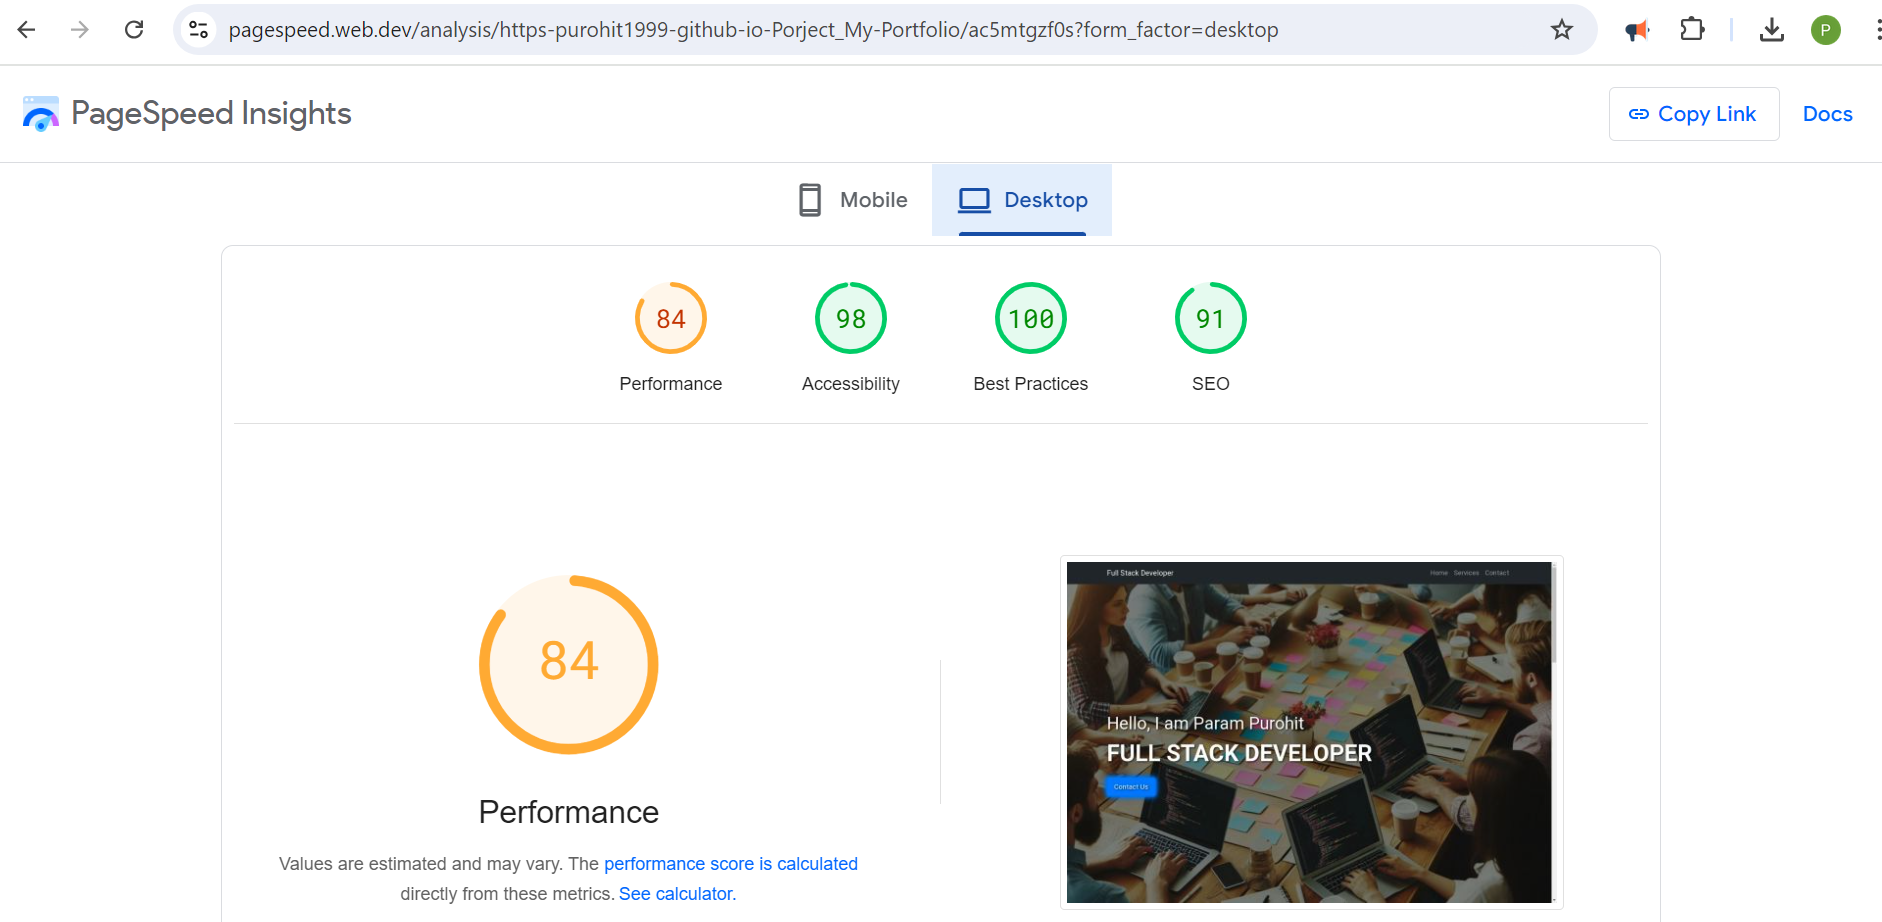 pagespeed.web.dev/analysis/https-purohit1999-github-io-Porject_My-Portfolio/ac5mtgzf0s?form_factor=desktop
P
PageSpeed Insights
Copy Link
Docs
Mobile
Desktop
84
98
100
91
Performance
Accessibility
Best Practices
SEO
84
Performance
Values are estimated and may vary. The performance score is calculated
directly from these metrics. See calculator.
Full Stack Developer
Home Services Contact
Hello, I am Param Purohit
FULL STACK DEVELOPER
Contact Us